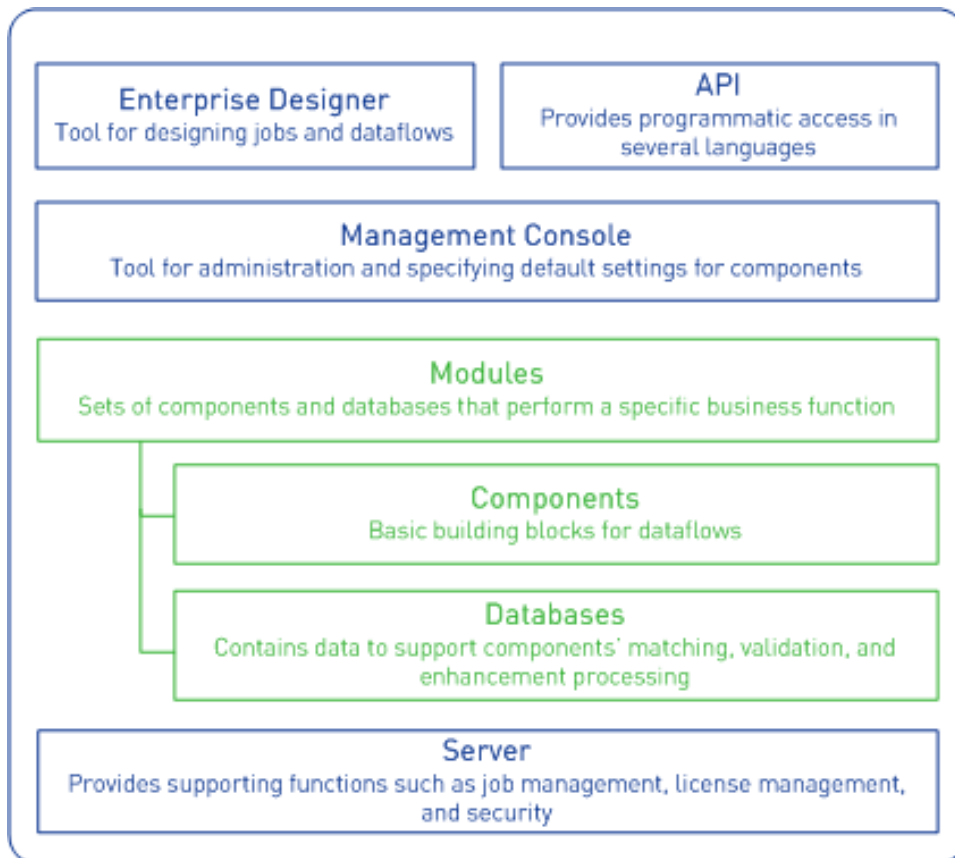 Enterprise Designer
Tool for designing jobs and dataflows
API
Provides programmatic access in
several languages
Management Console
Tool for administration and specifying default settings for components
Modules
Sets of components and databases that perform a specific business function
Components
Basic building blocks for dataflows
Databases
Contains data to support components’ matching, validation, and
enhancement processing
Server
Provides supporting functions such as job management, license management,
and security